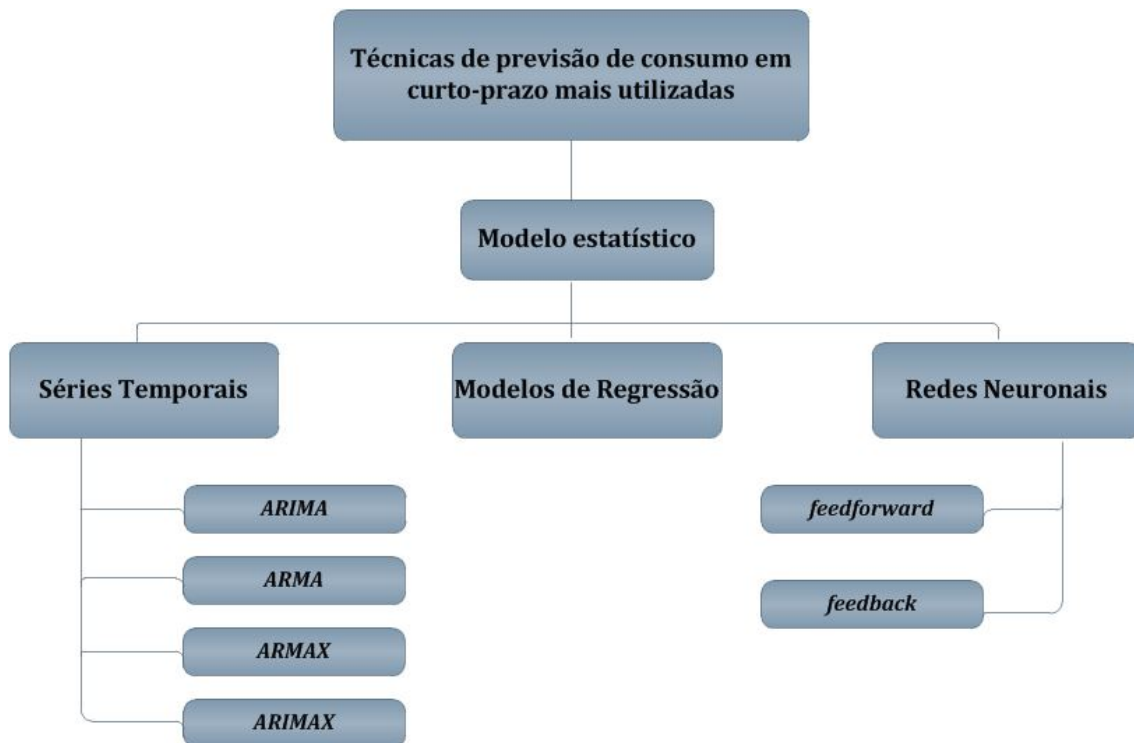 Técnicas de previsão de consumo em
curto-prazo mais utilizadas
Modelo estatístico
Séries Temporais
Modelos de Regressão
Redes Neuronais
ARIMA
ARMA
ARMAX
ARIMAX
feedforward
feedback